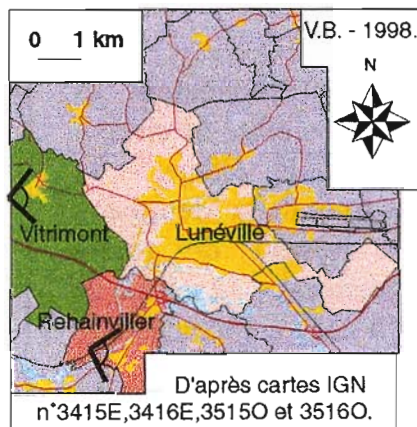 0 1 km
V.B. - 1998.
N
Vitrimont
Lunéville
Rehainviller
D'après cartes IGN
n°3415E,3416E,3515O et 3516O.